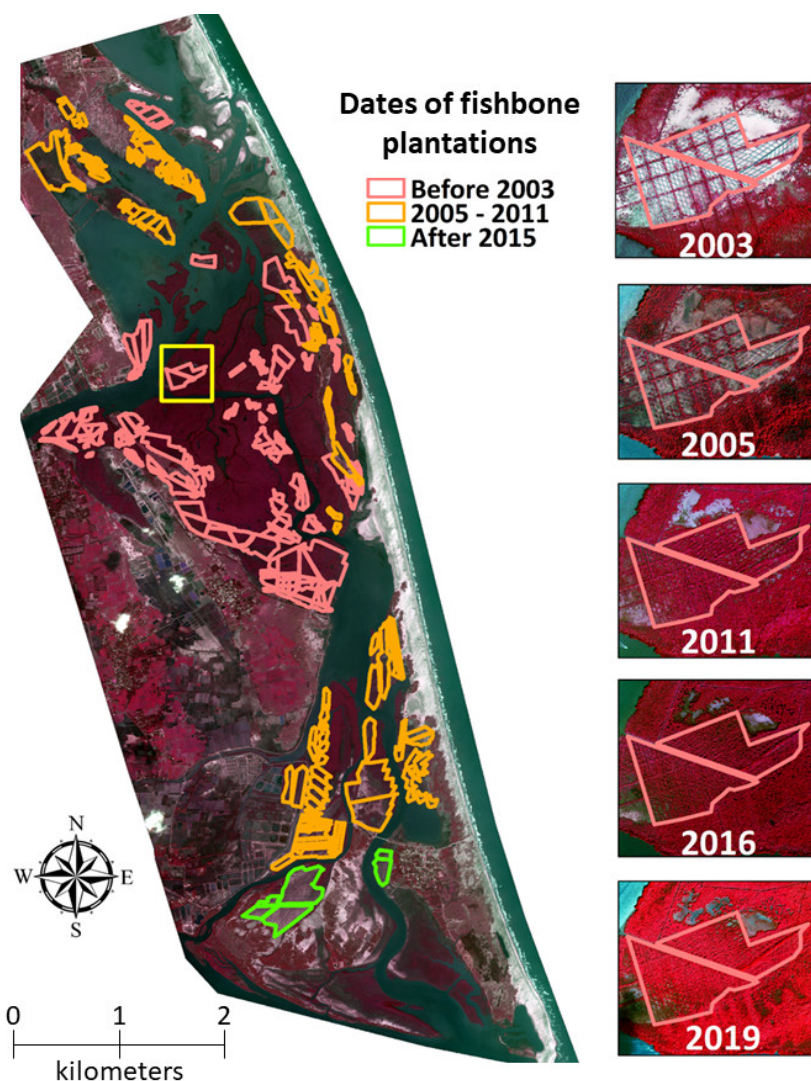 Dates of fishbone
plantations
Before 2003
2005 - 2011
After 2015
2003
2005
2011
2016
2019
N
W E
S
0 1 2
kilometers